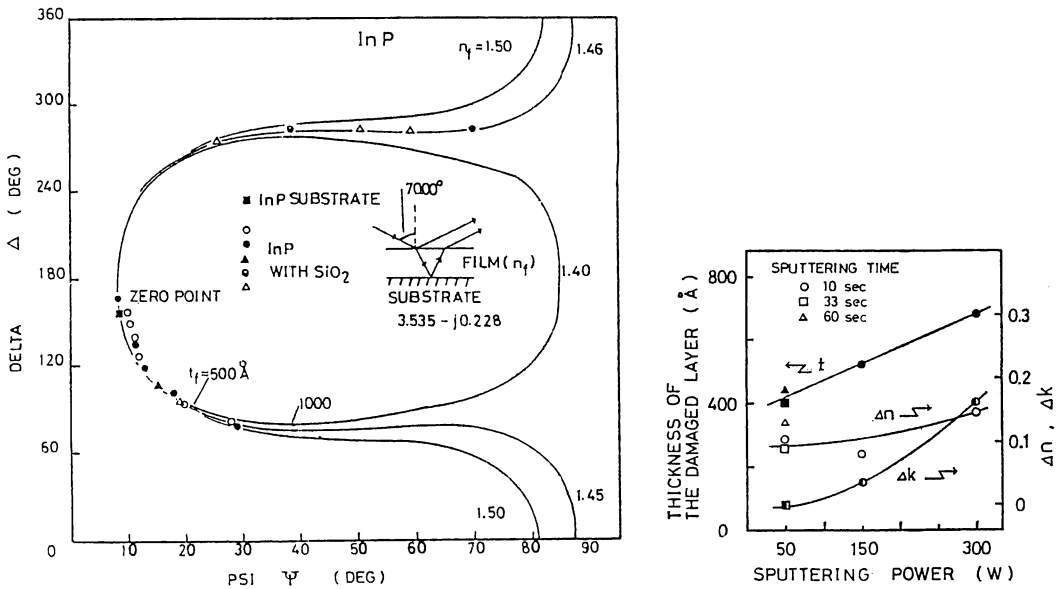 360
300
240
180
120
60
0
DELTA Δ ( DEG )
10 20 30 40 50 60 70 80 90
PSI Ψ (DEG)
In P
n_f = 1.50
1.46
InP SUBSTRATE
InP
WITH SiO₂
70.00°
FILM(n_f)
SUBSTRATE
3.535 - j0.228
1.40
ZERO POINT
t_f = 500 Å
1000
1.50
1.45
800
400
0
THICKNESS OF
THE DAMAGED LAYER ( Å )
SPUTTERING TIME
10 sec
33 sec
60 sec
t
Δn
Δk
0.3
0.2
0.1
0
Δn , Δk
50 150 300
SPUTTERING POWER ( W )